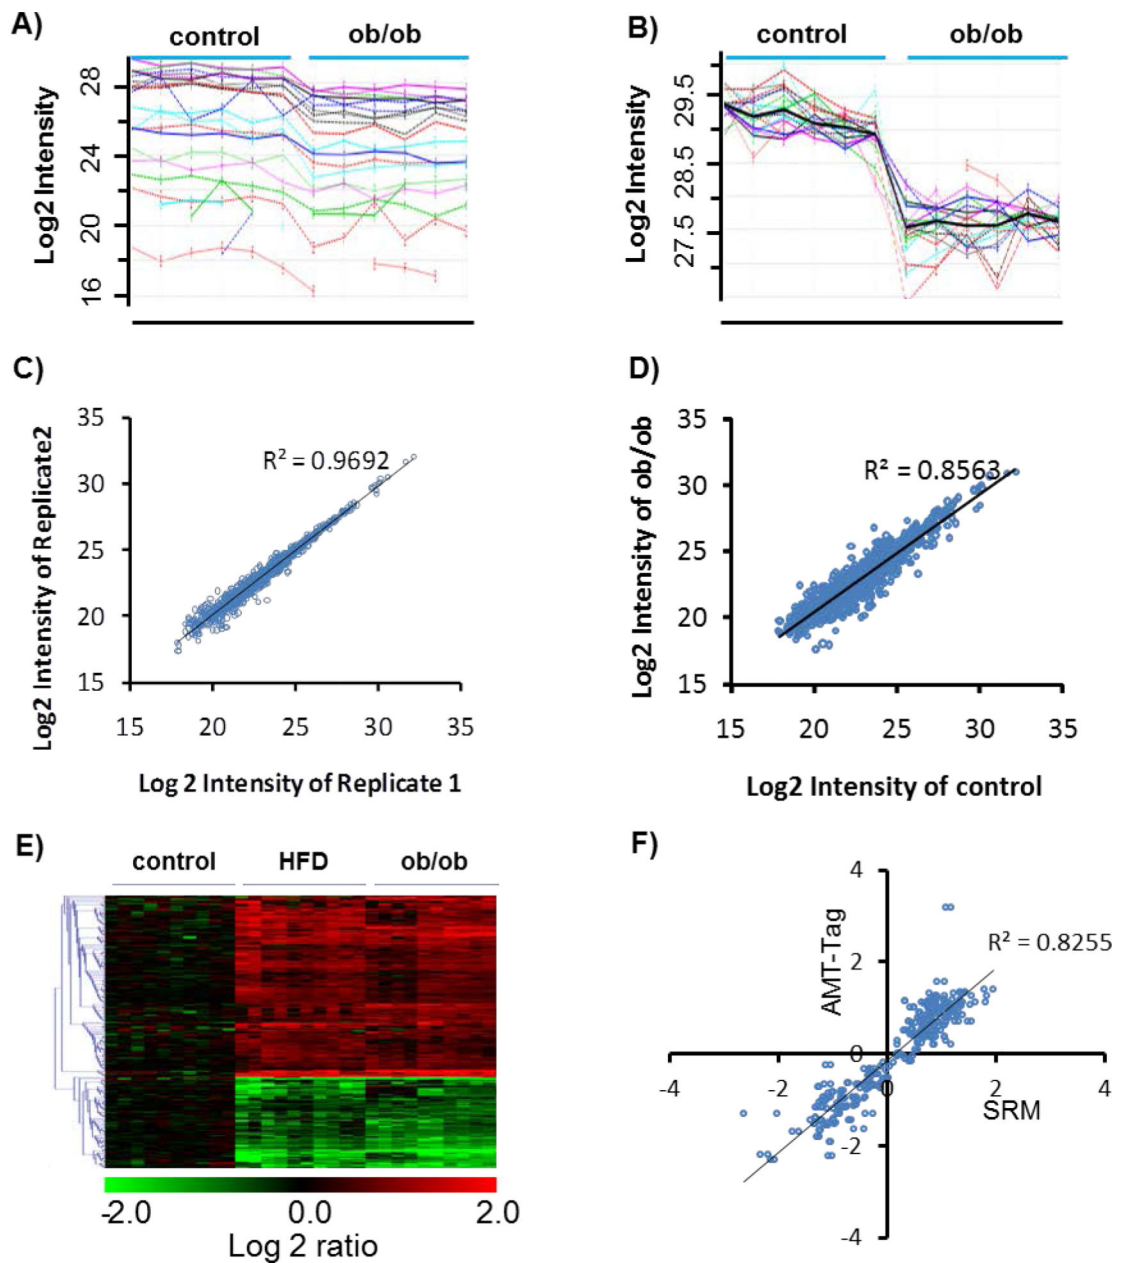 A)
control
ob/ob
Log2 Intensity
28
24
20
16
B)
control
ob/ob
Log2 Intensity
29.5
28.5
27.5
C)
35
30
25
20
15
15 20 25 30 35
R² = 0.9692
Log2 Intensity of Replicate2
Log 2 Intensity of Replicate 1
D)
35
30
25
20
15
15 20 25 30 35
R² = 0.8563
Log2 Intensity of ob/ob
Log2 Intensity of control
E)
control HFD ob/ob
-2.0 0.0 2.0
Log 2 ratio
F)
4
2
0
-2
-4
-4 -2 0 2 4
AMT-Tag
R² = 0.8255
SRM